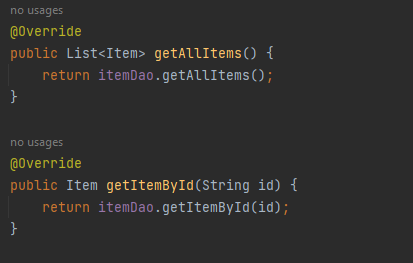 no usages
@Override
public List<Item> getAllItems() {
    return itemDao.getAllItems();
}
no usages
@Override
public Item getItemById(String id) {
    return itemDao.getItemById(id);
}